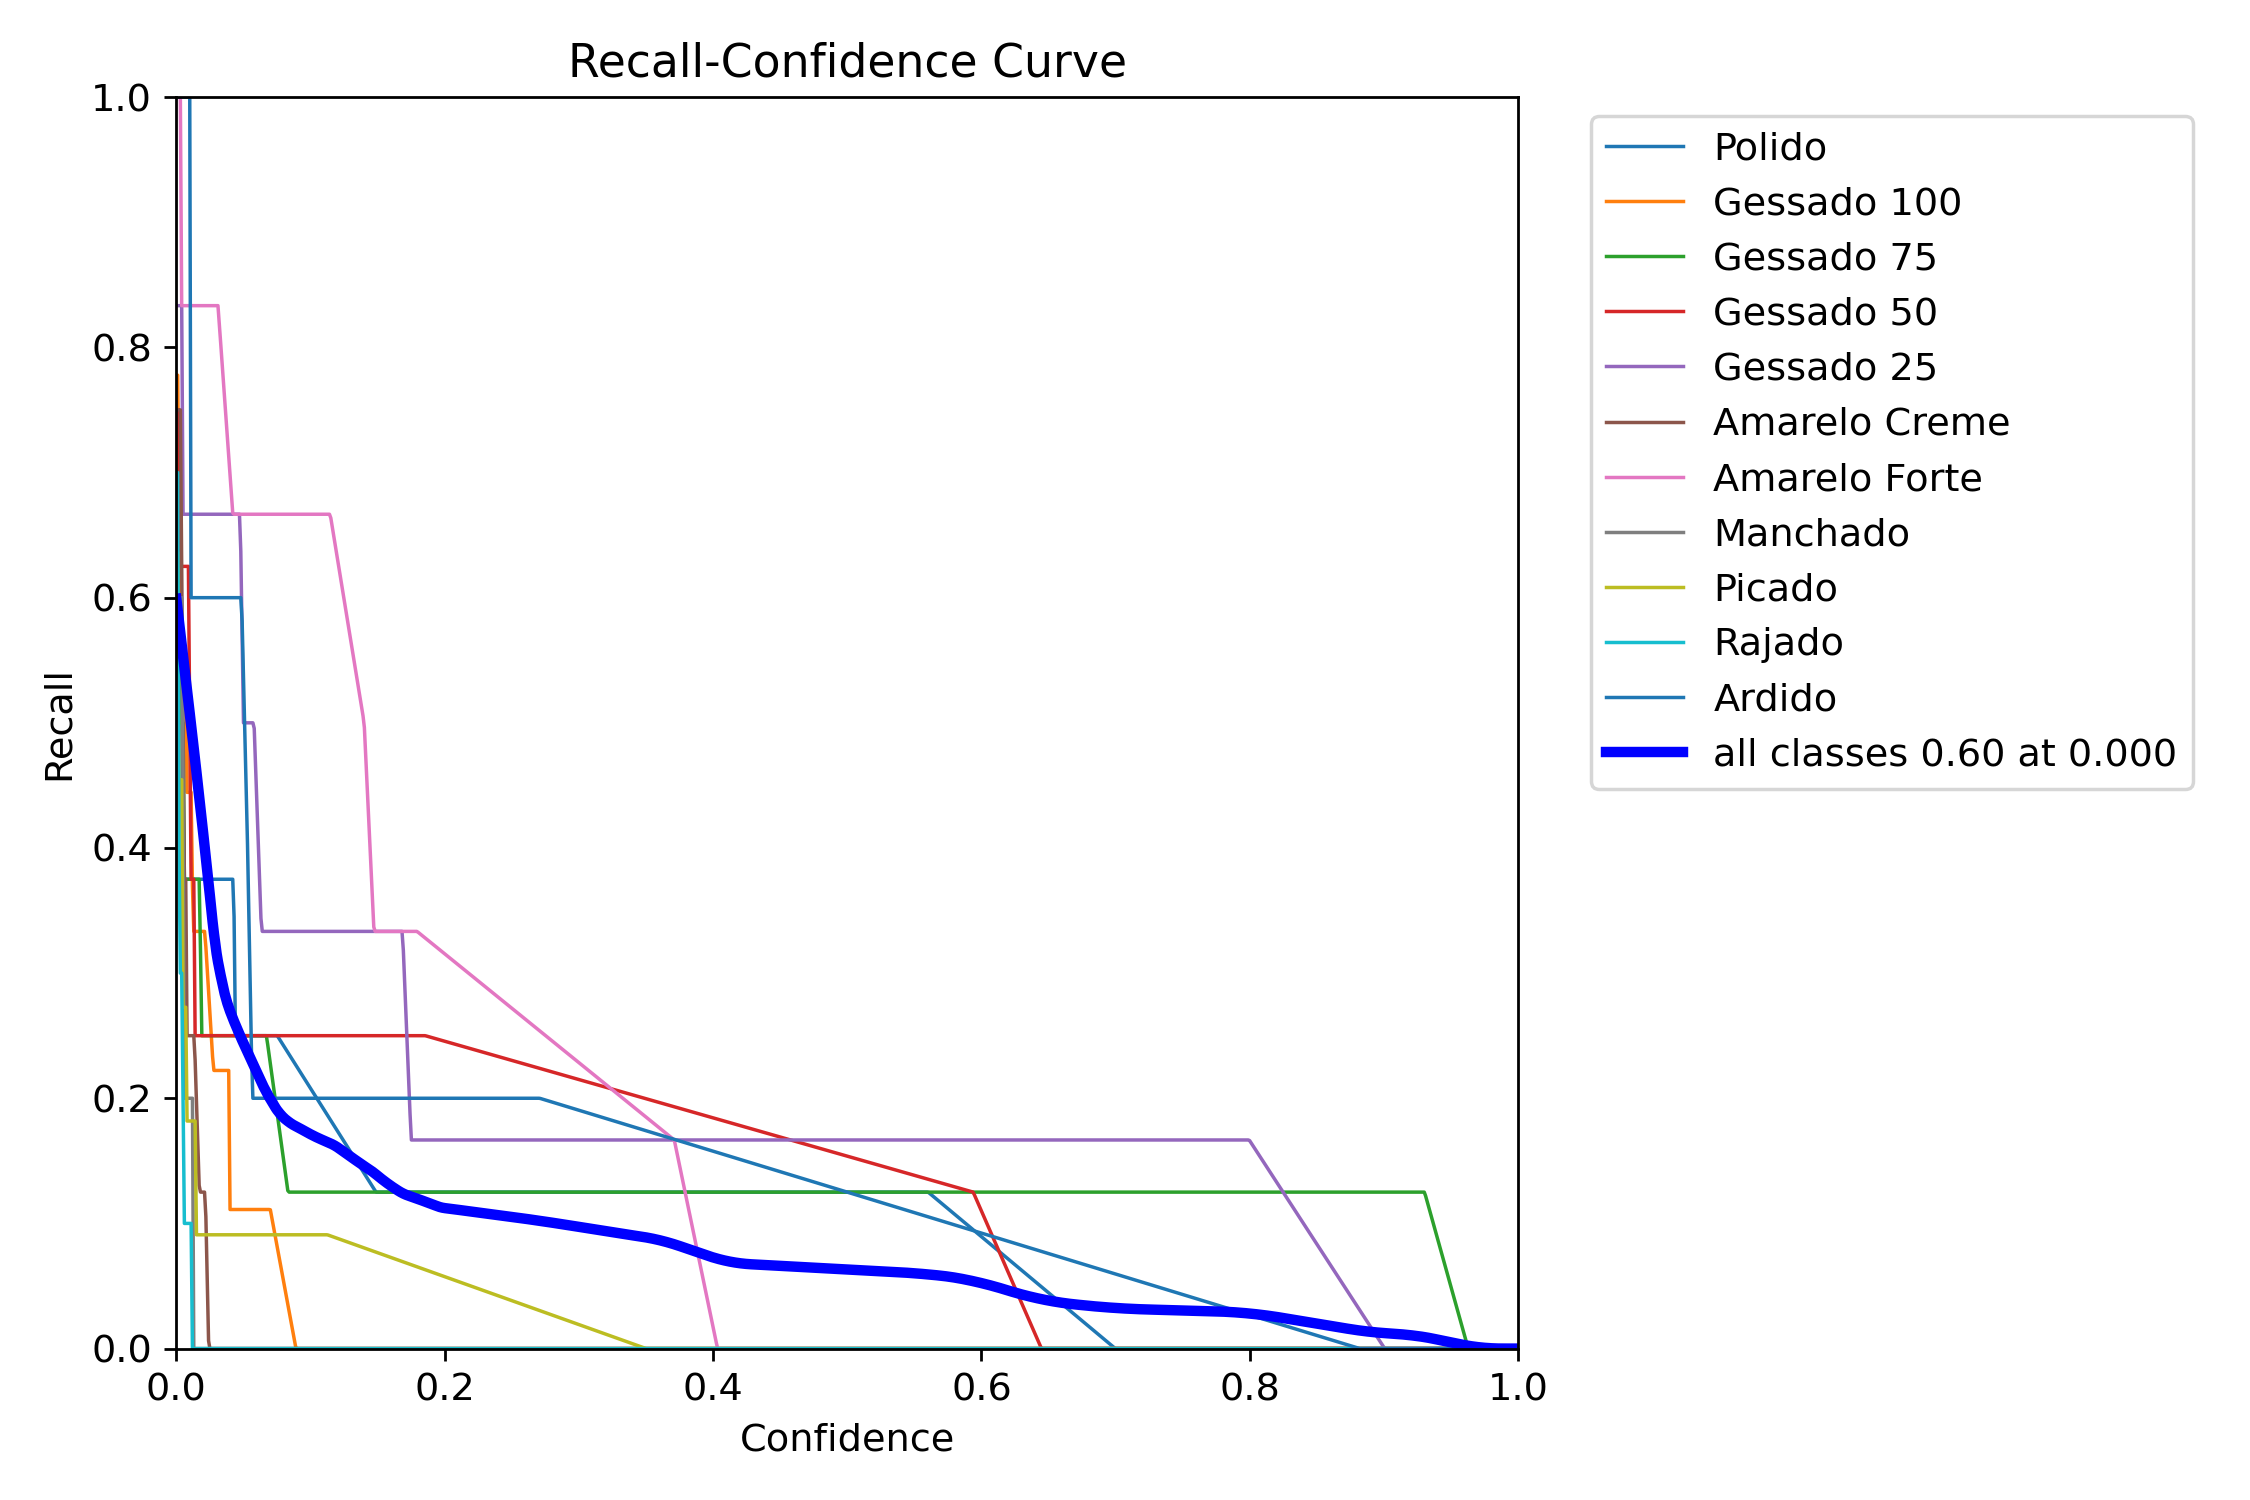 Recall-Confidence Curve
1.0
0.8
0.6
0.4
0.2
0.0
Recall
0.0 0.2 0.4 0.6 0.8 1.0
Confidence
Polido
Gessado 100
Gessado 75
Gessado 50
Gessado 25
Amarelo Creme
Amarelo Forte
Manchado
Picado
Rajado
Ardido
all classes 0.60 at 0.000